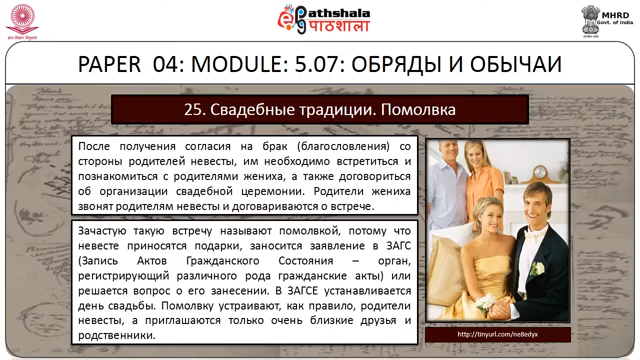 Pathshala
पाठशाला
MHRD
Govt. of India
PAPER 04: MODULE: 5.07: ОБРЯДЫ И ОБЫЧАИ
25. Свадебные традиции. Помолвка
После получения согласия на брак (благословления) со
стороны родителей невесты, им необходимо встретиться и
познакомиться с родителями жениха, а также договориться
об организации свадебной церемонии. Родители жениха
звонят родителям невесты и договариваются о встрече.
Зачастую такую встречу называют помолвкой, потому что
невесте приносятся подарки, заносится заявление в ЗАГС
(Запись Актов Гражданского Состояния – орган,
регистрирующий различного рода гражданские акты) или
решается вопрос о его занесении. В ЗАГСЕ устанавливается
день свадьбы. Помолвку устраивают, как правило, родители
невесты, а приглашаются только очень близкие друзья и
родственники.
http://tinyurl.com/ne8edyx